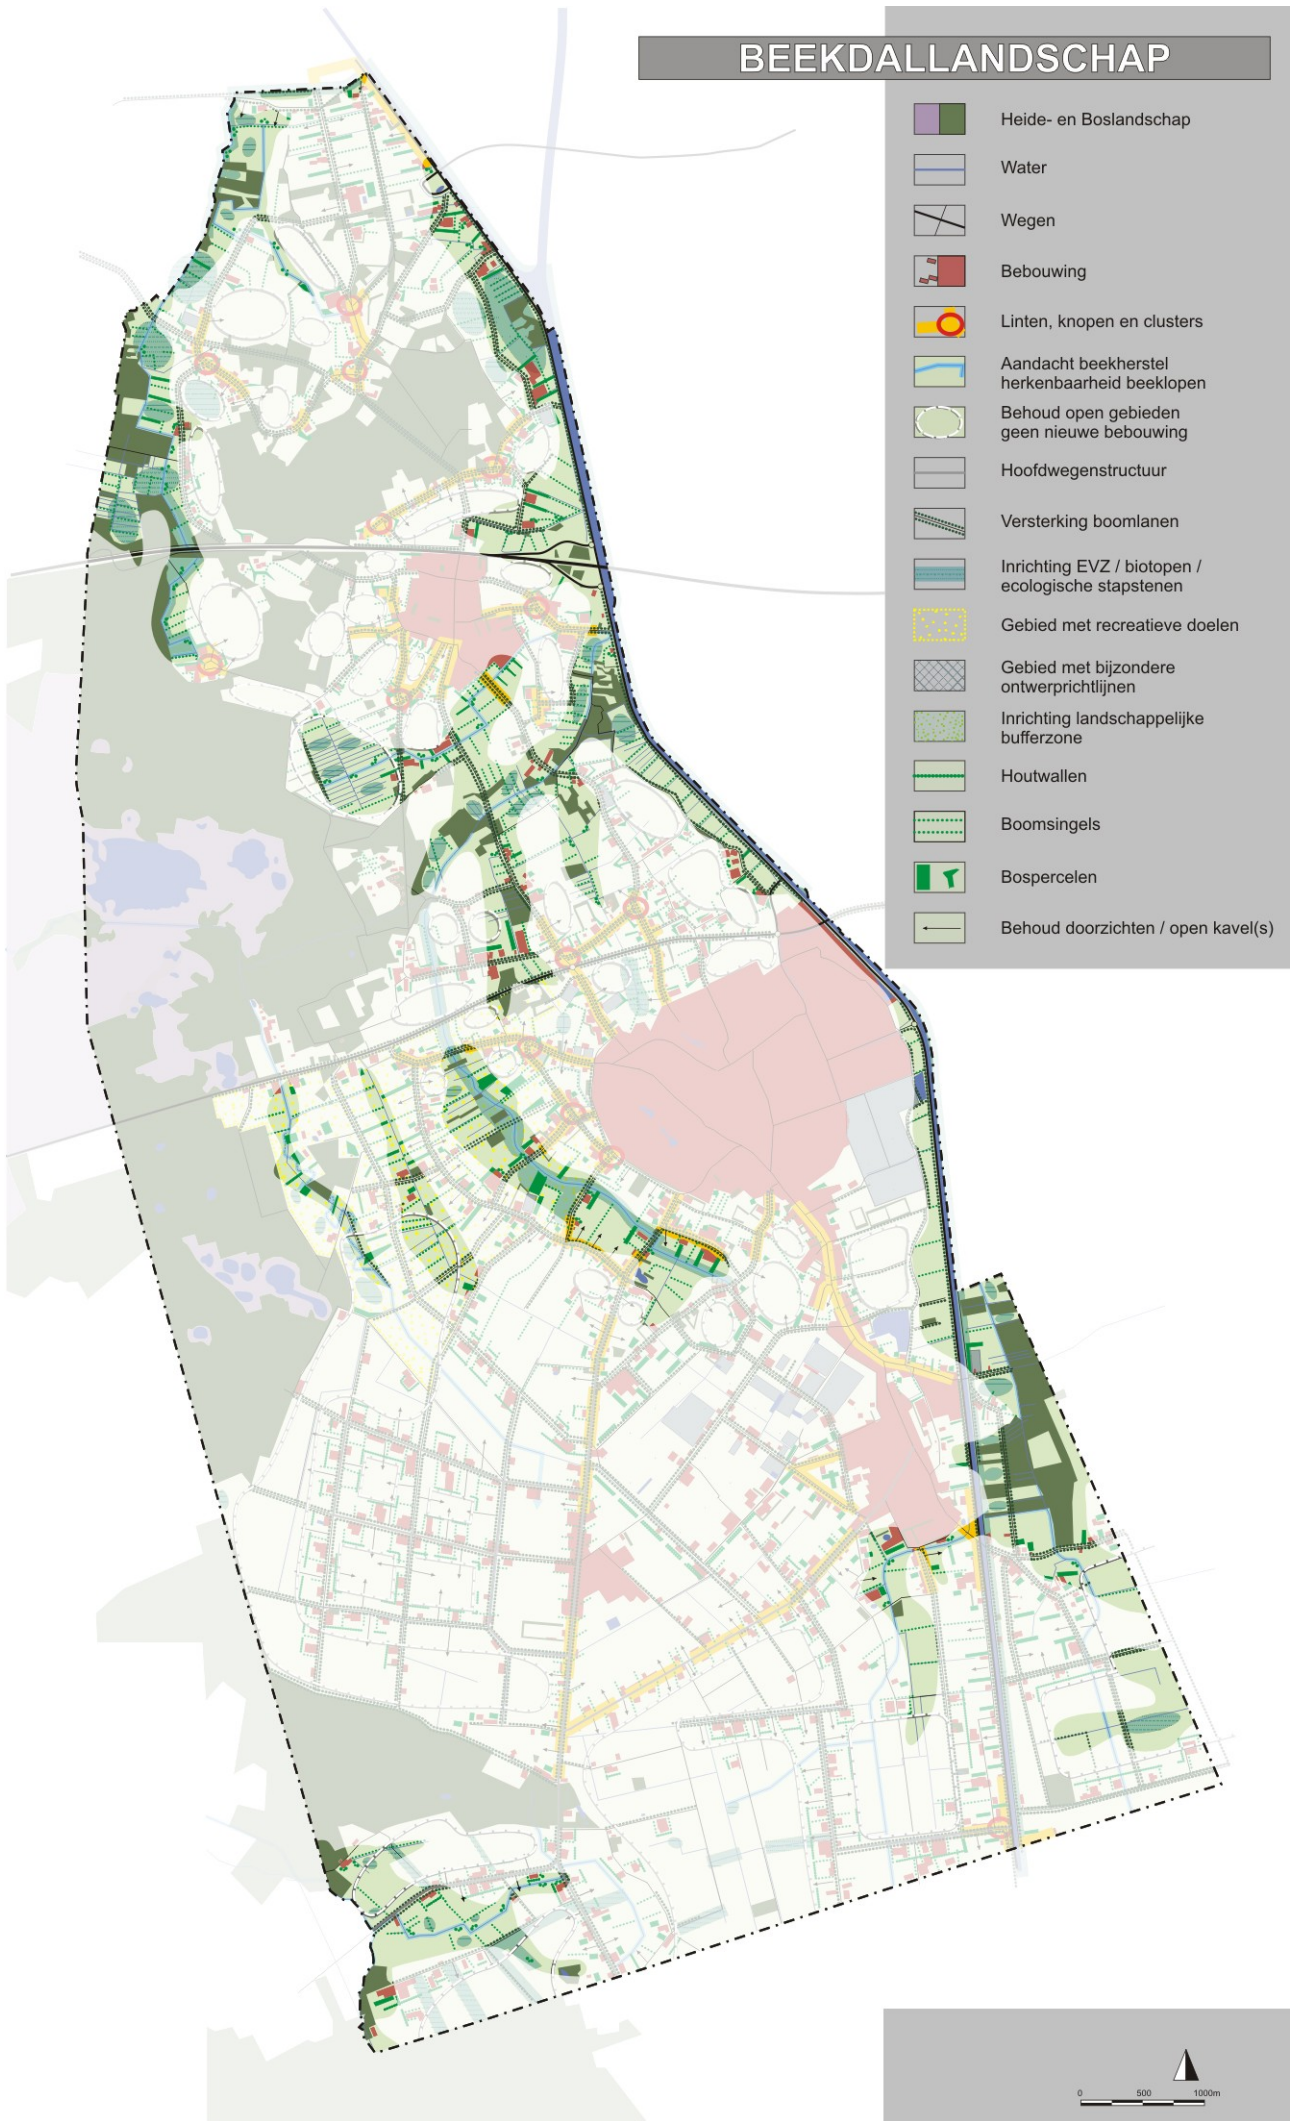 BEEKDALLANDSCHAP
Heide- en Boslandschap
Water
Wegen
Bebouwing
Linten, knopen en clusters
Aandacht beekherstel
herkenbaarheid beeklopen
Behoud open gebieden
geen nieuwe bebouwing
Hoofdwegenstructuur
Versterking boomlanen
Inrichting EVZ / biotopen /
ecologische stapstenen
Gebied met recreatieve doelen
Gebied met bijzondere
ontwerprichtlijnen
Inrichting landschappelijke
bufferzone
Houtwallen
Boomsingels
Bospercelen
Behoud doorzichten / open kavel(s)
0 500 1000m